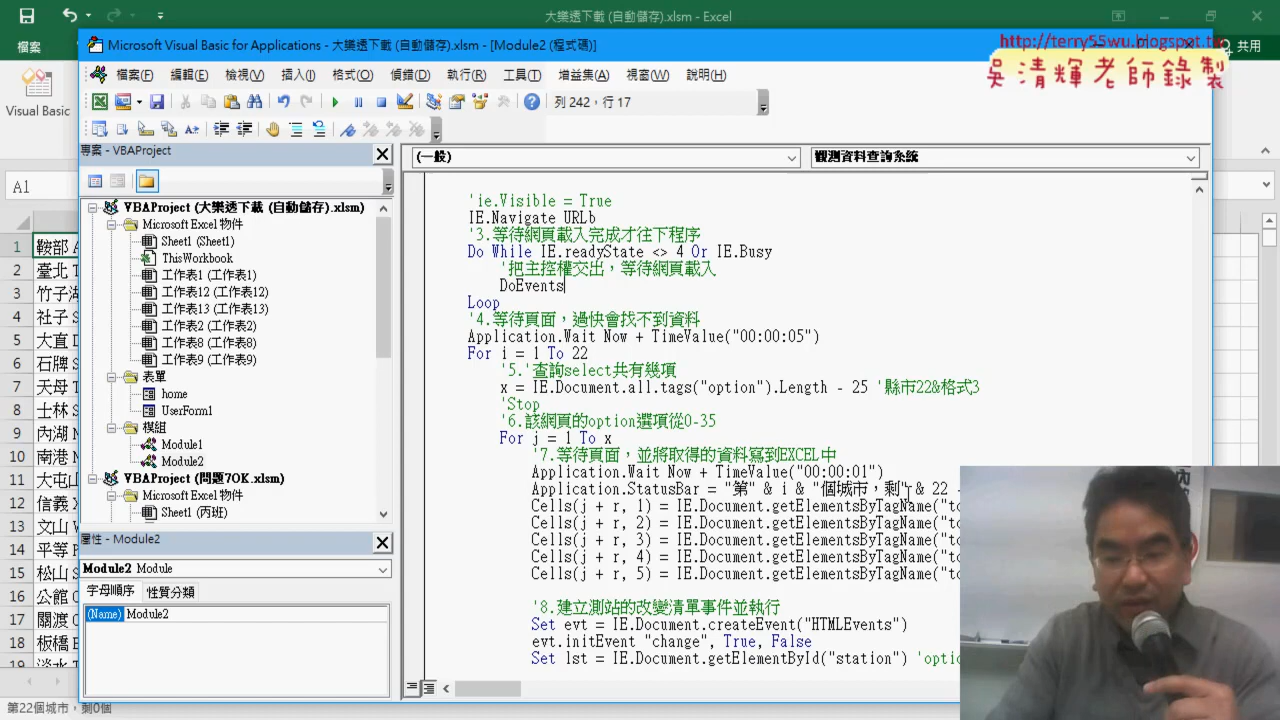 大樂透下載 (自動儲存).xlsm - Excel
檔案
共用
Visual Basic
http://terry55wu.blogspot.tw
吳清輝老師錄製
Microsoft Visual Basic for Applications - 大樂透下載 (自動儲存).xlsm - [Module2 (程式碼)]
檔案(F) 編輯(E) 檢視(V) 插入(I) 格式(O) 偵錯(D) 執行(R) 工具(T) 增益集(A) 視窗(W) 說明(H)
列 242，行 17
專案 - VBAProject
(一般)
觀測資料查詢系統
A1
VBAProject (大樂透下載 (自動儲存).xlsm)
Microsoft Excel 物件
Sheet1 (Sheet1)
ThisWorkbook
工作表1 (工作表1)
工作表12 (工作表12)
工作表13 (工作表13)
工作表2 (工作表2)
工作表8 (工作表8)
工作表9 (工作表9)
表單
home
UserForm1
模組
Module1
Module2
VBAProject (問題7OK.xlsm)
Microsoft Excel 物件
Sheet1 (丙班)
屬性 - Module2
Module2 Module
字母順序 性質分類
(Name) Module2
1 鞍部
2 臺北
3 竹子
4 社子
5 大直
6 石牌
7 天母
8 士林
9 內湖
10 南港
11 大屯
12 信義
13 文山
14 平等
15 松山
16 公館
17 關渡
18 板橋
19 淡水
'ie.Visible = True
IE.Navigate URLb
'3.等待網頁載入完成才往下程序
Do While IE.readyState <> 4 Or IE.Busy
'把主控權交出，等待網頁載入
DoEvents
Loop
'4.等待頁面，過快會找不到資料
Application.Wait Now + TimeValue("00:00:05")
For i = 1 To 22
'5.'查詢select共有幾項
x = IE.Document.all.tags("option").Length - 25 '縣市22&格式3
'Stop
'6.該網頁的option選項從0-35
For j = 1 To x
'7.等待頁面，並將取得的資料寫到EXCEL中
Application.Wait Now + TimeValue("00:00:01")
Application.StatusBar = "第" & i & "個城市，剩" & 22 -
Cells(j + r, 1) = IE.Document.getElementsByTagName("to
Cells(j + r, 2) = IE.Document.getElementsByTagName("to
Cells(j + r, 3) = IE.Document.getElementsByTagName("to
Cells(j + r, 4) = IE.Document.getElementsByTagName("to
Cells(j + r, 5) = IE.Document.getElementsByTagName("to
'8.建立測站的改變清單事件並執行
Set evt = IE.Document.createEvent("HTMLEvents")
evt.initEvent "change", True, False
Set lst = IE.Document.getElementById("station") 'optio
第22個城市，剩0個